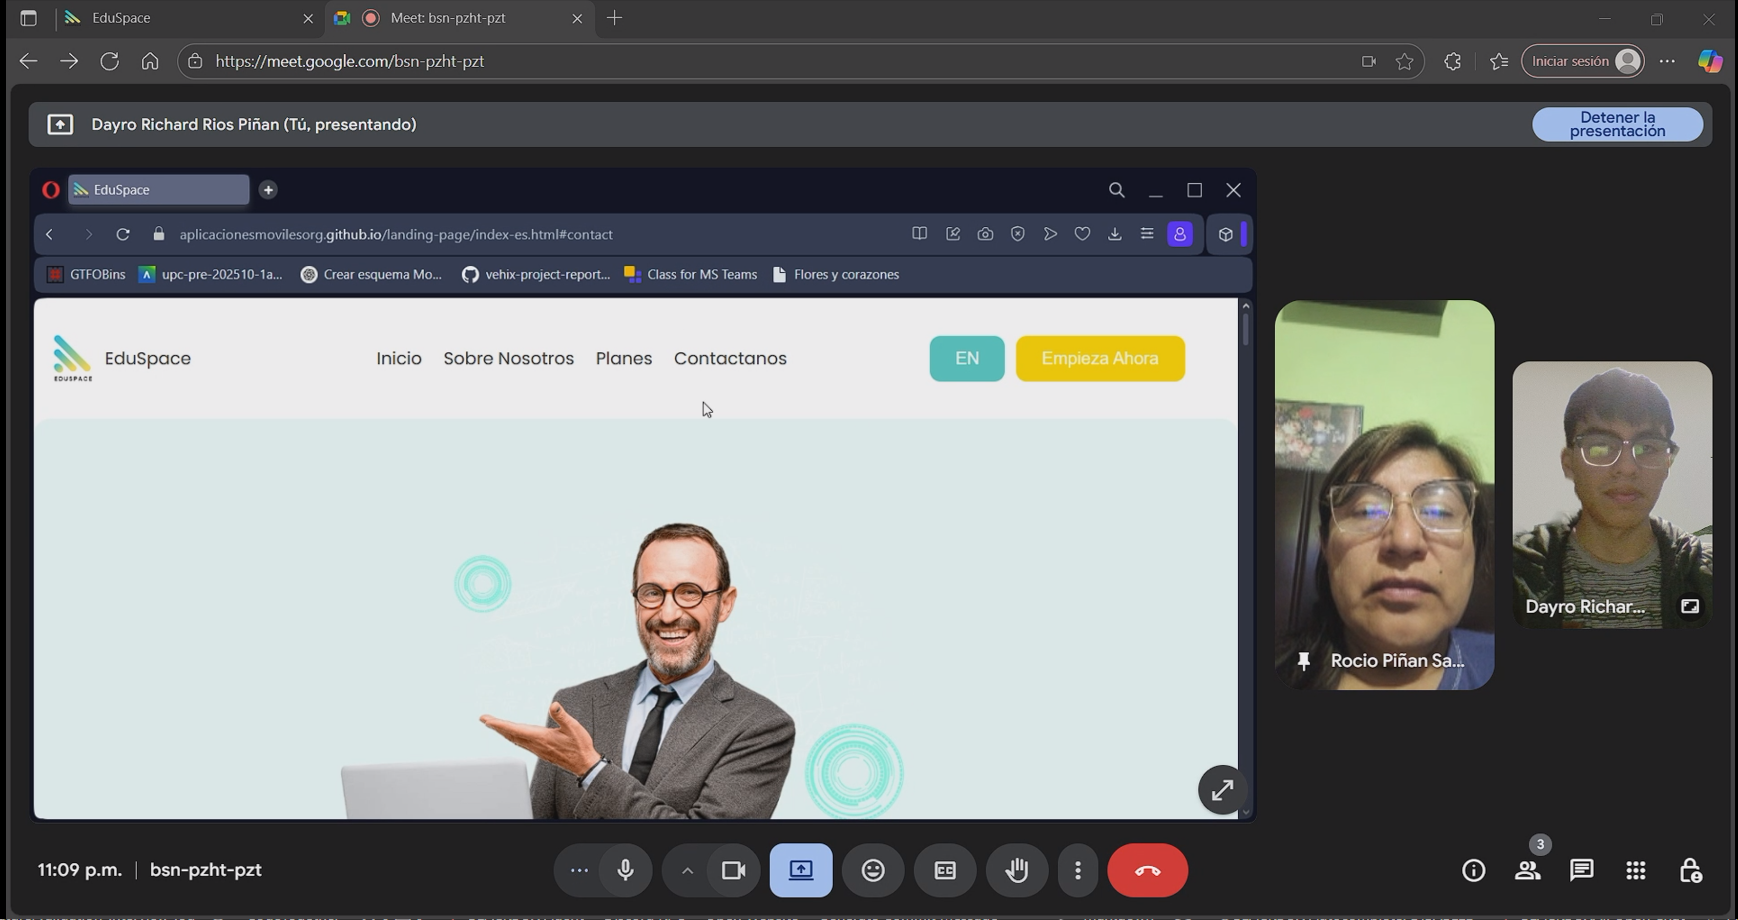 EduSpace
Meet: bsn-pzht-pzt
https://meet.google.com/bsn-pzht-pzt
Iniciar sesión
Dayro Richard Rios Piñan (Tú, presentando)
Detener la
presentación
EduSpace
aplicacionesmovilesorg.github.io/landing-page/index-es.html#contact
GTFOBins
upc-pre-202510-1a...
Crear esquema Mo...
vehix-project-report...
Class for MS Teams
Flores y corazones
EDUSPACE
EduSpace
Inicio
Sobre Nosotros
Planes
Contactanos
EN
Empieza Ahora
Dayro Richar...
Rocio Piñan Sa...
3
11:09 p.m.
bsn-pzht-pzt